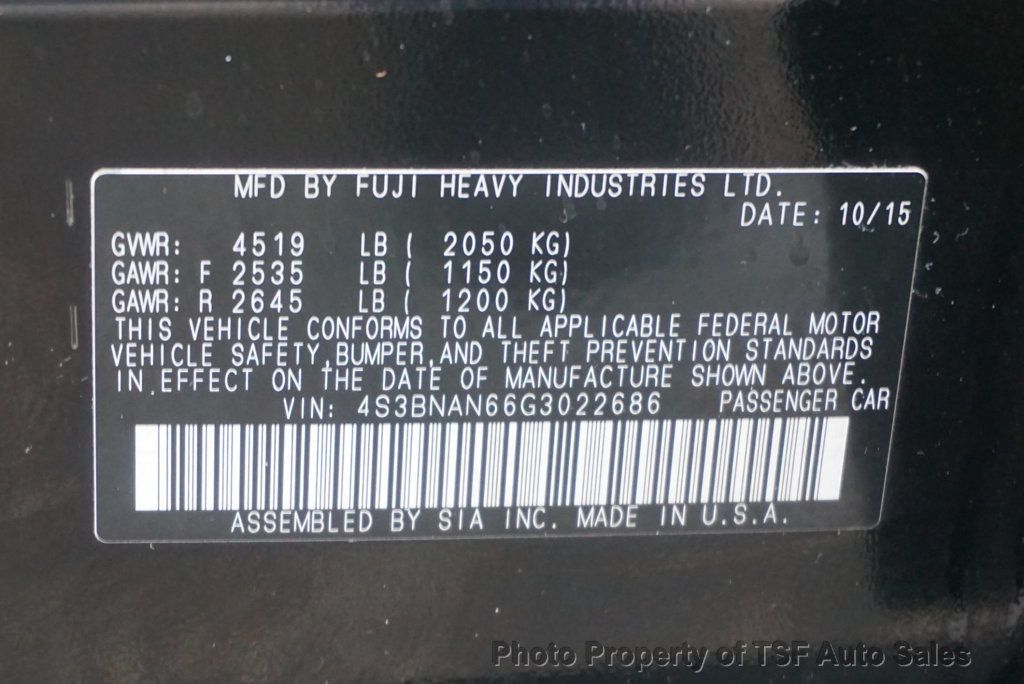 MFD BY FUJI HEAVY INDUSTRIES LTD.
DATE: 10/15
GVWR: 4519 LB ( 2050 KG)
GAWR: F 2535 LB ( 1150 KG)
GAWR: R 2645 LB ( 1200 KG)
THIS VEHICLE CONFORMS TO ALL APPLICABLE FEDERAL MOTOR
VEHICLE SAFETY,BUMPER,AND THEFT PREVENTION STANDARDS
IN EFFECT ON THE DATE OF MANUFACTURE SHOWN ABOVE.
VIN: 4S3BNAN66G3022686 PASSENGER CAR
ASSEMBLED BY SIA INC. MADE IN U.S.A.
Photo Property of TSF Auto Sales